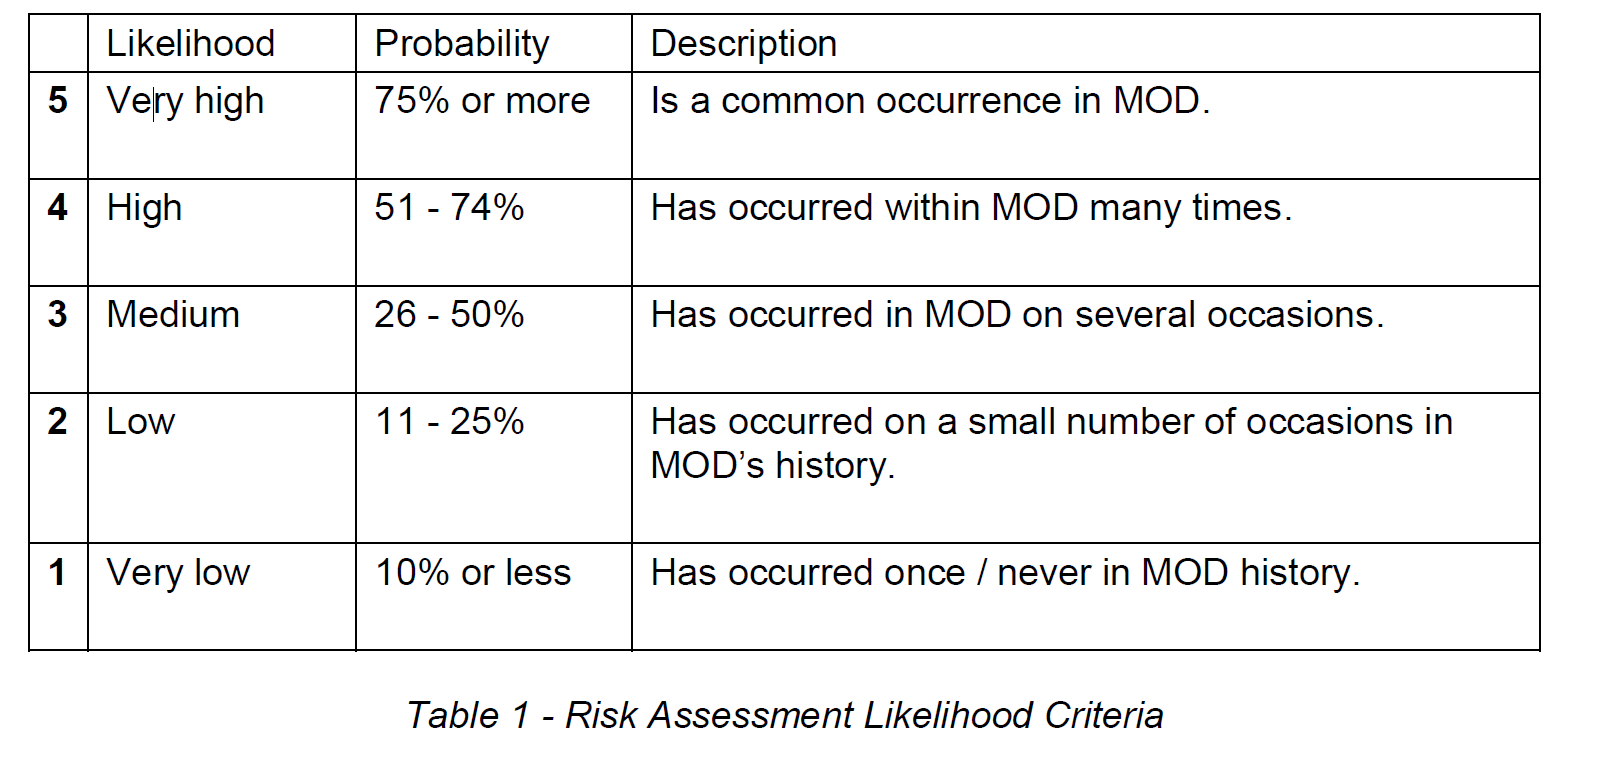 Likelihood Probability Description
5 Very high 75% or more Is a common occurrence in MOD.
4 High 51 - 74% Has occurred within MOD many times.
3 Medium 26 - 50% Has occurred in MOD on several occasions.
2 Low 11 - 25% Has occurred on a small number of occasions in
MOD’s history.
1 Very low 10% or less Has occurred once / never in MOD history.
Table 1 - Risk Assessment Likelihood Criteria